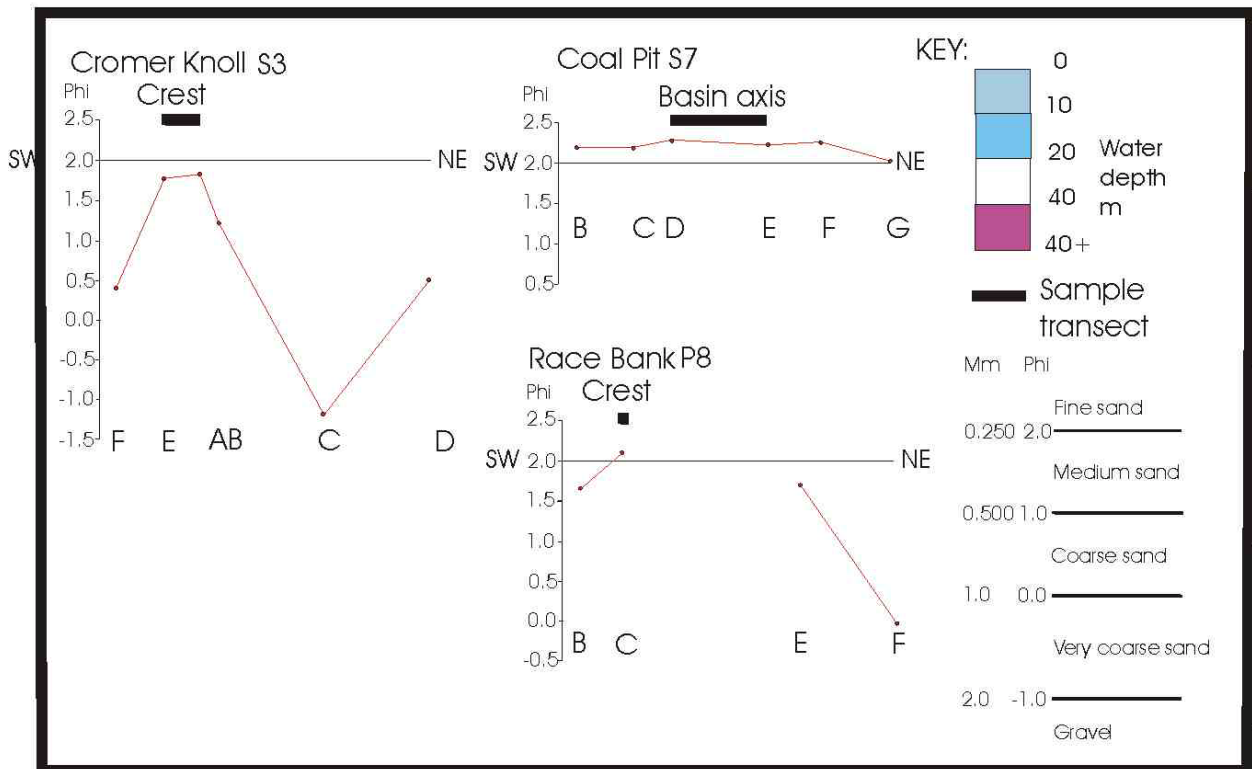 Cromer Knoll S3
Phi
Crest
2.5
SW 2.0 NE
1.5
1.0
0.5
0.0
-0.5
-1.0
-1.5
F E AB C D
Coal Pit S7
Phi
Basin axis
2.5
SW 2.0 NE
1.5
B C D E F G
1.0
0.5
Race Bank P8
Phi
Crest
2.5
SW 2.0 NE
1.5
1.0
0.5
0.0
B C E F
-0.5
KEY:
0
10
20
40
40+
Water
depth
m
Sample
transect
Mm Phi
Fine sand
0.250 2.0
Medium sand
0.500 1.0
Coarse sand
1.0 0.0
Very coarse sand
2.0 -1.0
Gravel